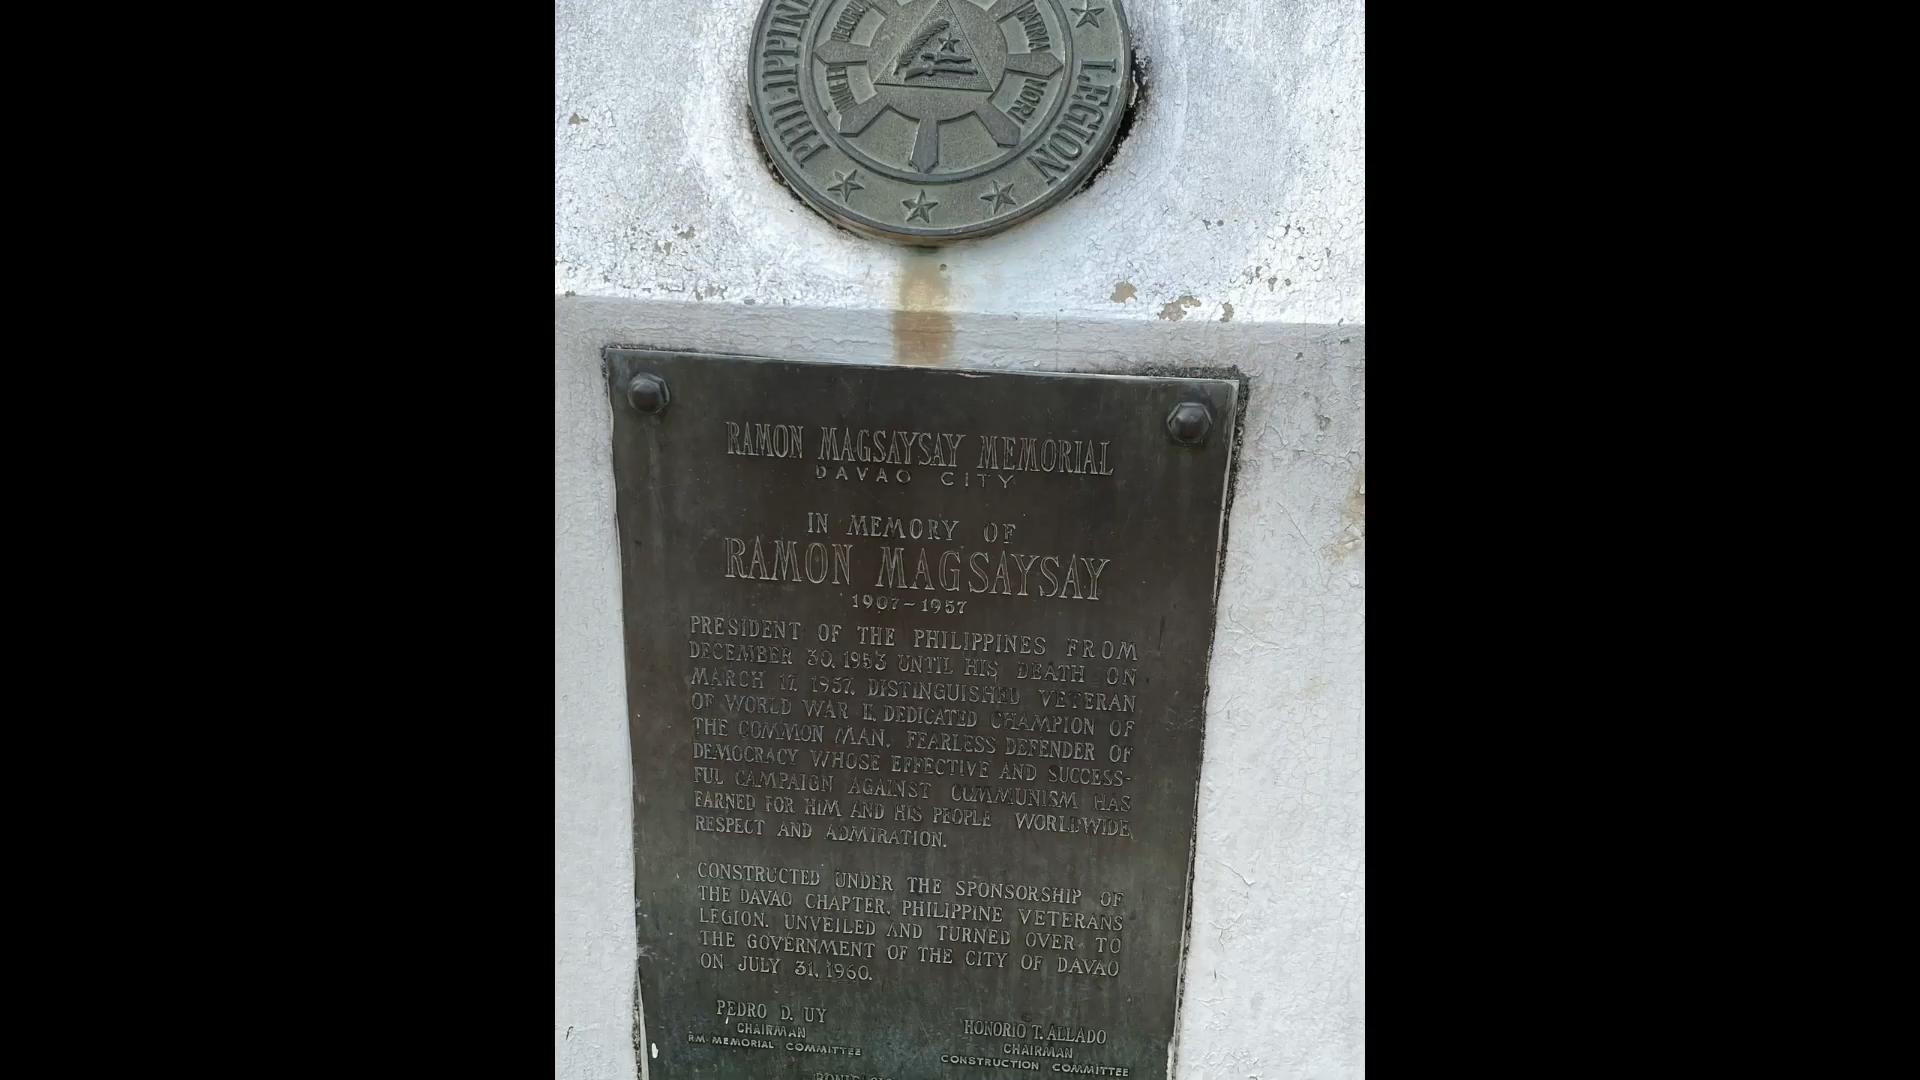 PHILIPPINE
LEGION
DULCE ET
DECORUM
PATRIA
MORI
RAMON MAGSAYSAY MEMORIAL
DAVAO CITY
IN MEMORY OF
RAMON MAGSAYSAY
1907-1957
PRESIDENT OF THE PHILIPPINES FROM
DECEMBER 30, 1953 UNTIL HIS DEATH ON
MARCH 17, 1957. DISTINGUISHED VETERAN
OF WORLD WAR II, DEDICATED CHAMPION OF
THE COMMON MAN, FEARLESS DEFENDER OF
DEMOCRACY WHOSE EFFECTIVE AND SUCCESS-
FUL CAMPAIGN AGAINST COMMUNISM HAS
EARNED FOR HIM AND HIS PEOPLE WORLDWIDE
RESPECT AND ADMIRATION.
CONSTRUCTED UNDER THE SPONSORSHIP OF
THE DAVAO CHAPTER, PHILIPPINE VETERANS
LEGION. UNVEILED AND TURNED OVER TO
THE GOVERNMENT OF THE CITY OF DAVAO
ON JULY 31, 1960.
PEDRO D. UY
CHAIRMAN
RM MEMORIAL COMMITTEE
HONORIO T. ALLADO
CHAIRMAN
CONSTRUCTION COMMITTEE